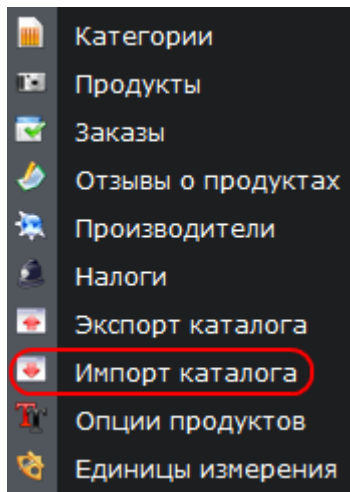 Категории
Продукты
Заказы
Отзывы о продуктах
Производители
Налоги
Экспорт каталога
Импорт каталога
Опции продуктов
Единицы измерения